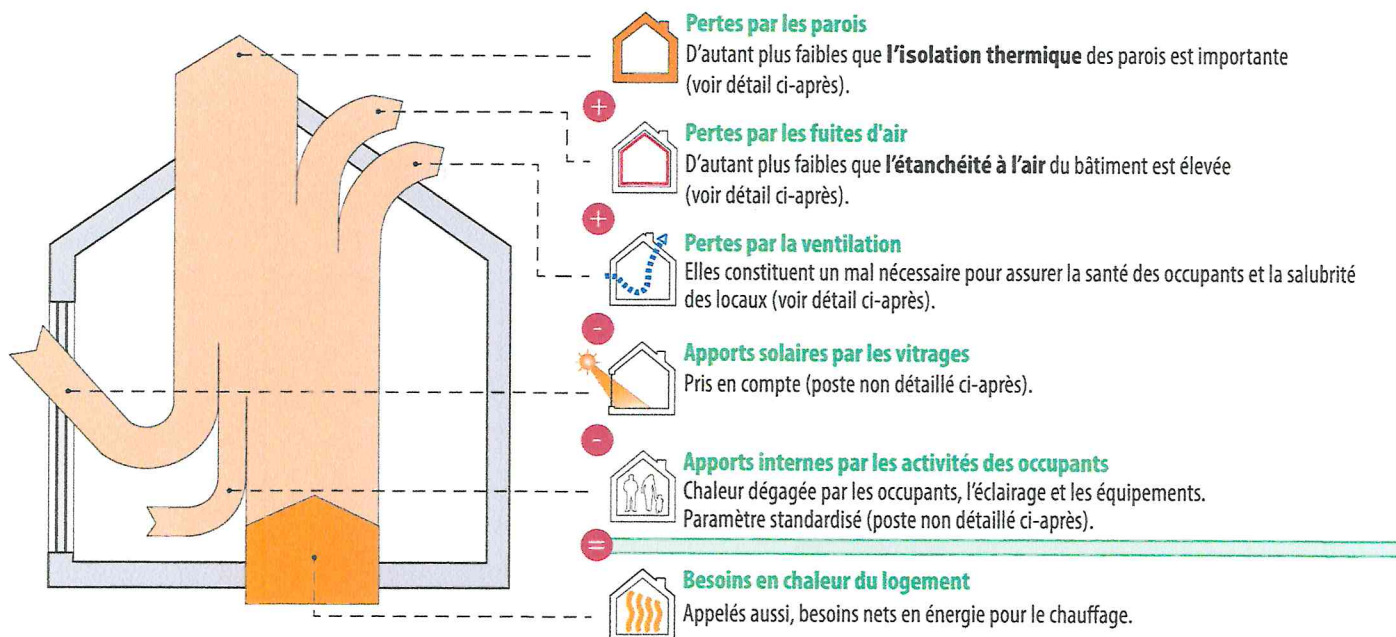 Pertes par les parois
D'autant plus faibles que l'isolation thermique des parois est importante
(voir détail ci-après).
+
Pertes par les fuites d'air
D'autant plus faibles que l'étanchéité à l'air du bâtiment est élevée
(voir détail ci-après).
+
Pertes par la ventilation
Elles constituent un mal nécessaire pour assurer la santé des occupants et la salubrité
des locaux (voir détail ci-après).
-
Apports solaires par les vitrages
Pris en compte (poste non détaillé ci-après).
-
Apports internes par les activités des occupants
Chaleur dégagée par les occupants, l'éclairage et les équipements.
Paramètre standardisé (poste non détaillé ci-après).
=
Besoins en chaleur du logement
Appelés aussi, besoins nets en énergie pour le chauffage.